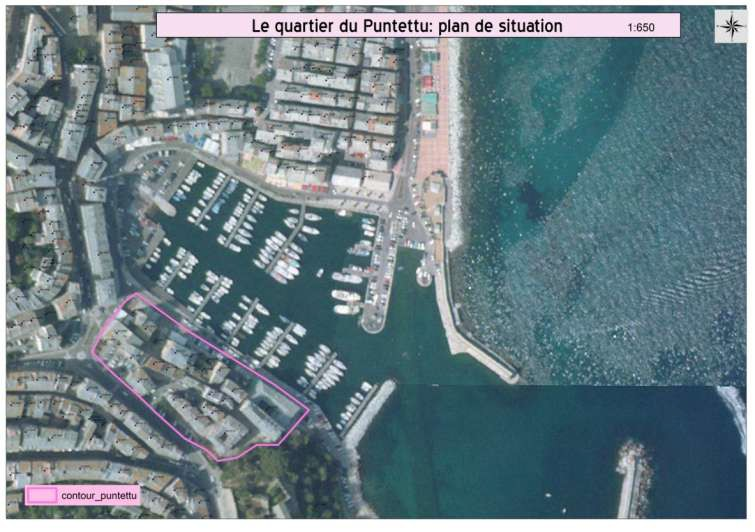 Le quartier du Puntettu: plan de situation
1:650
contour_puntettu